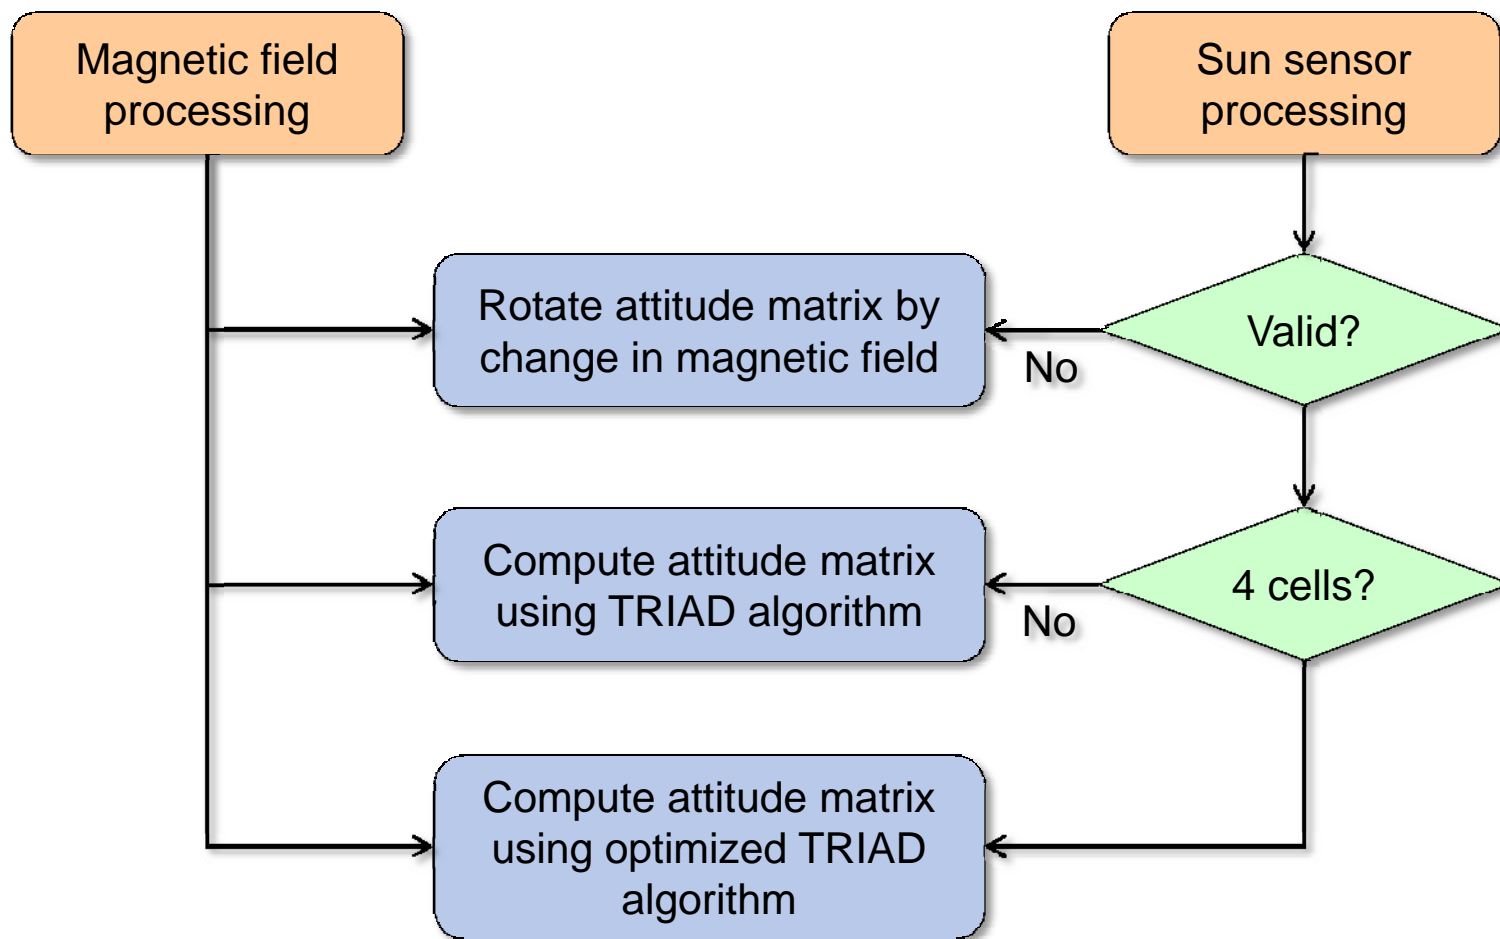 Magnetic field
processing
Sun sensor
processing
Rotate attitude matrix by
change in magnetic field
Valid?
No
Compute attitude matrix
using TRIAD algorithm
4 cells?
No
Compute attitude matrix
using optimized TRIAD
algorithm